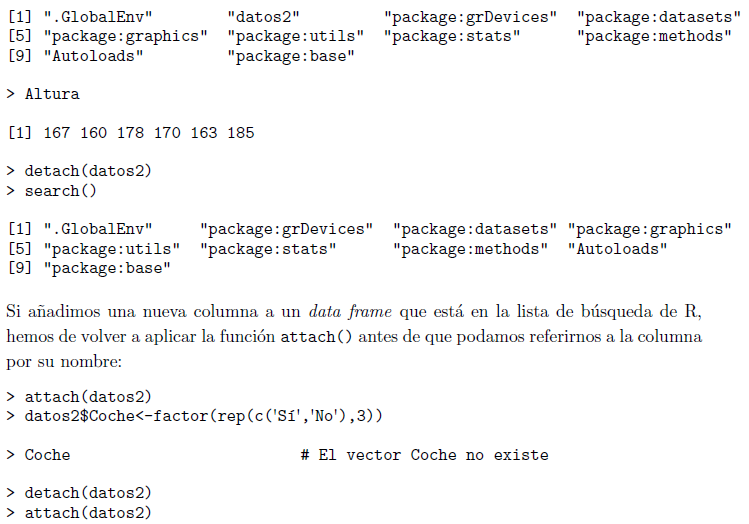 [1] ".GlobalEnv"        "datos2"            "package:grDevices"  "package:datasets"
[5] "package:graphics"  "package:utils"  "package:stats"      "package:methods"
[9] "Autoloads"         "package:base"
> Altura
[1] 167 160 178 170 163 185
> detach(datos2)
> search()
[1] ".GlobalEnv"     "package:grDevices"  "package:datasets" "package:graphics"
[5] "package:utils"  "package:stats"      "package:methods"  "Autoloads"
[9] "package:base"
Si añadimos una nueva columna a un data frame que está en la lista de búsqueda de R,
hemos de volver a aplicar la función attach() antes de que podamos referirnos a la columna
por su nombre:
> attach(datos2)
> datos2$Coche<-factor(rep(c('Sí','No'),3))
> Coche                          # El vector Coche no existe
> detach(datos2)
> attach(datos2)